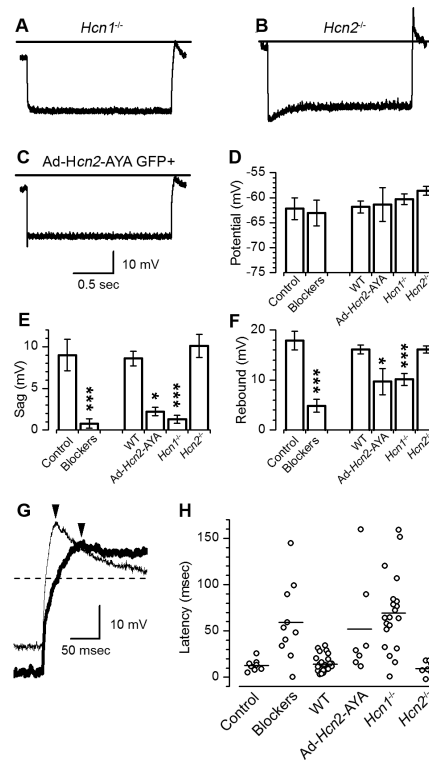 A
Hcn1-/-
B
Hcn2-/-
C
Ad-Hcn2-AYA GFP+
10 mV
0.5 sec
D
Potential (mV)
-55
-60
-65
-70
-75
Control
Blockers
WT
Ad-Hcn2-AYA
Hcn1-/-
Hcn2-/-
E
Sag (mV)
10
5
0
***
*
***
Control
Blockers
WT
Ad-Hcn2-AYA
Hcn1-/-
Hcn2-/-
F
Rebound (mV)
20
10
0
***
*
***
Control
Blockers
WT
Ad-Hcn2-AYA
Hcn1-/-
Hcn2-/-
G
10 mV
50 msec
H
Latency (msec)
150
100
50
0
Control
Blockers
WT
Ad-Hcn2-AYA
Hcn1-/-
Hcn2-/-